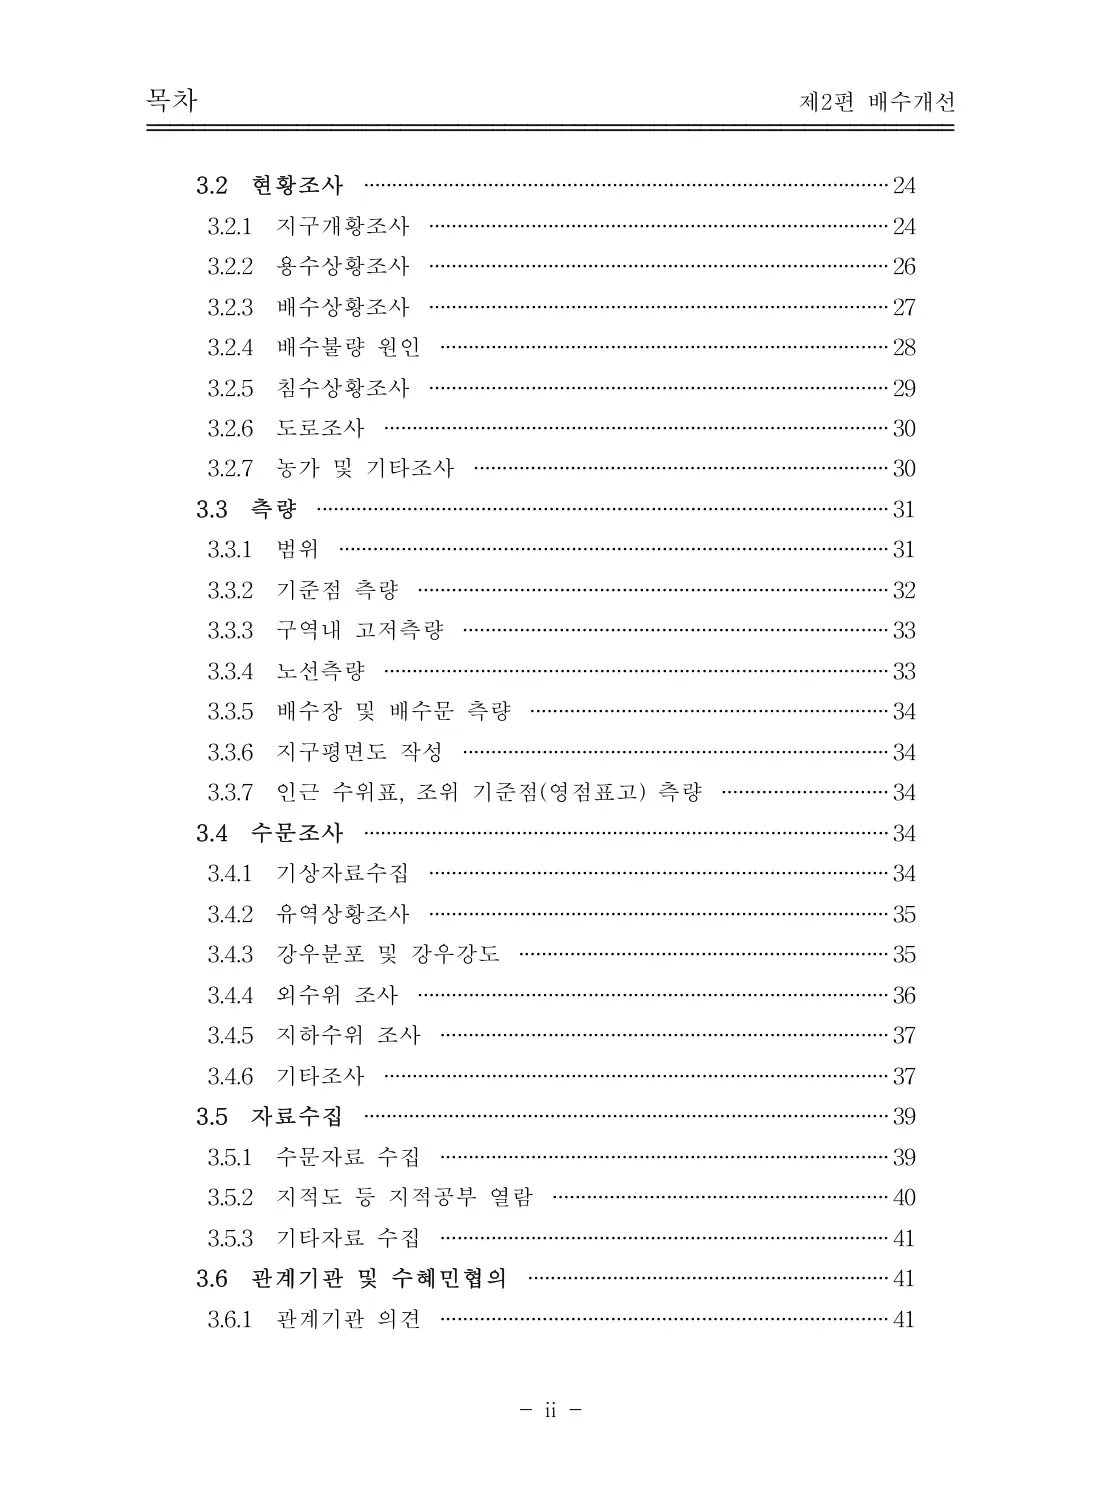 목차 제2편 배수개선
3.2 현황조사 ········ 24
3.2.1 지구개황조사 ········ 24
3.2.2 용수상황조사 ········ 26
3.2.3 배수상황조사 ········ 27
3.2.4 배수불량 원인 ········ 28
3.2.5 침수상황조사 ········ 29
3.2.6 도로조사 ········ 30
3.2.7 농가 및 기타조사 ········ 30
3.3 측량 ········ 31
3.3.1 범위 ········ 31
3.3.2 기준점 측량 ········ 32
3.3.3 구역내 고저측량 ········ 33
3.3.4 노선측량 ········ 33
3.3.5 배수장 및 배수문 측량 ········ 34
3.3.6 지구평면도 작성 ········ 34
3.3.7 인근 수위표, 조위 기준점(영점표고) 측량 ········ 34
3.4 수문조사 ········ 34
3.4.1 기상자료수집 ········ 34
3.4.2 유역상황조사 ········ 35
3.4.3 강우분포 및 강우강도 ········ 35
3.4.4 외수위 조사 ········ 36
3.4.5 지하수위 조사 ········ 37
3.4.6 기타조사 ········ 37
3.5 자료수집 ········ 39
3.5.1 수문자료 수집 ········ 39
3.5.2 지적도 등 지적공부 열람 ········ 40
3.5.3 기타자료 수집 ········ 41
3.6 관계기관 및 수혜민협의 ········ 41
3.6.1 관계기관 의견 ········ 41
- ii -